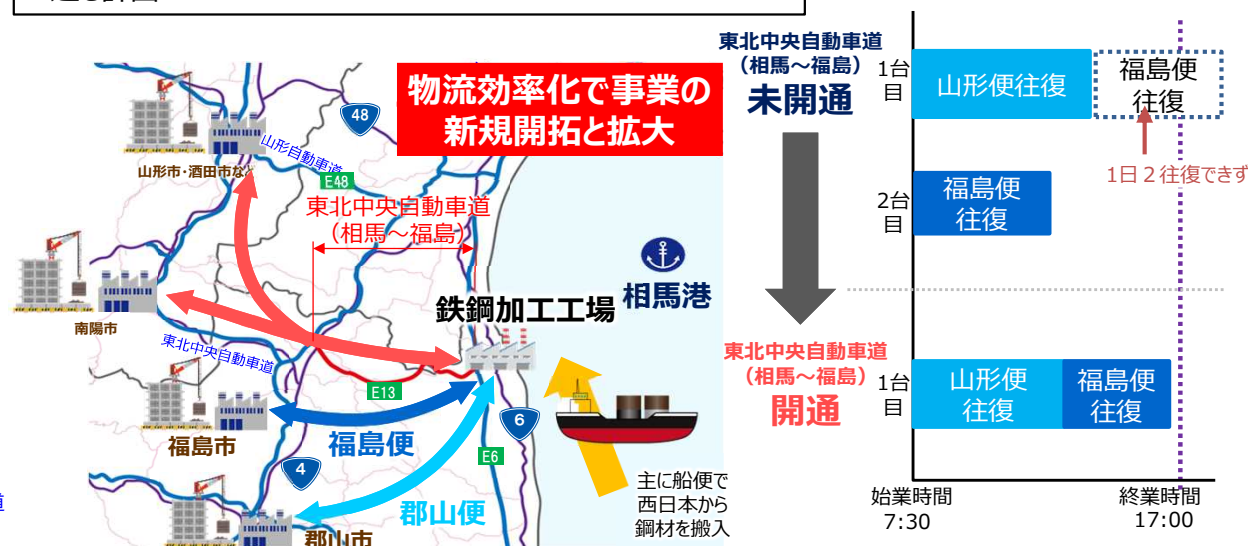 物流効率化で事業の
新規開拓と拡大
48
山形自動車道
E48
山形市・酒田市など
東北中央自動車道
（相馬～福島）
相馬港
鉄鋼加工工場
南陽市
東北中央自動車道
E13
福島市
福島便
6
4
E6
郡山便
郡山市
主に船便で
西日本から
鋼材を搬入
道
東北中央自動車道
（相馬～福島）
未開通
1台
目
山形便往復
福島便
往復
1日２往復できず
2台
目
福島便
往復
東北中央自動車道
（相馬～福島）
開通
1台
目
山形便
往復
福島便
往復
始業時間
7:30
終業時間
17:00